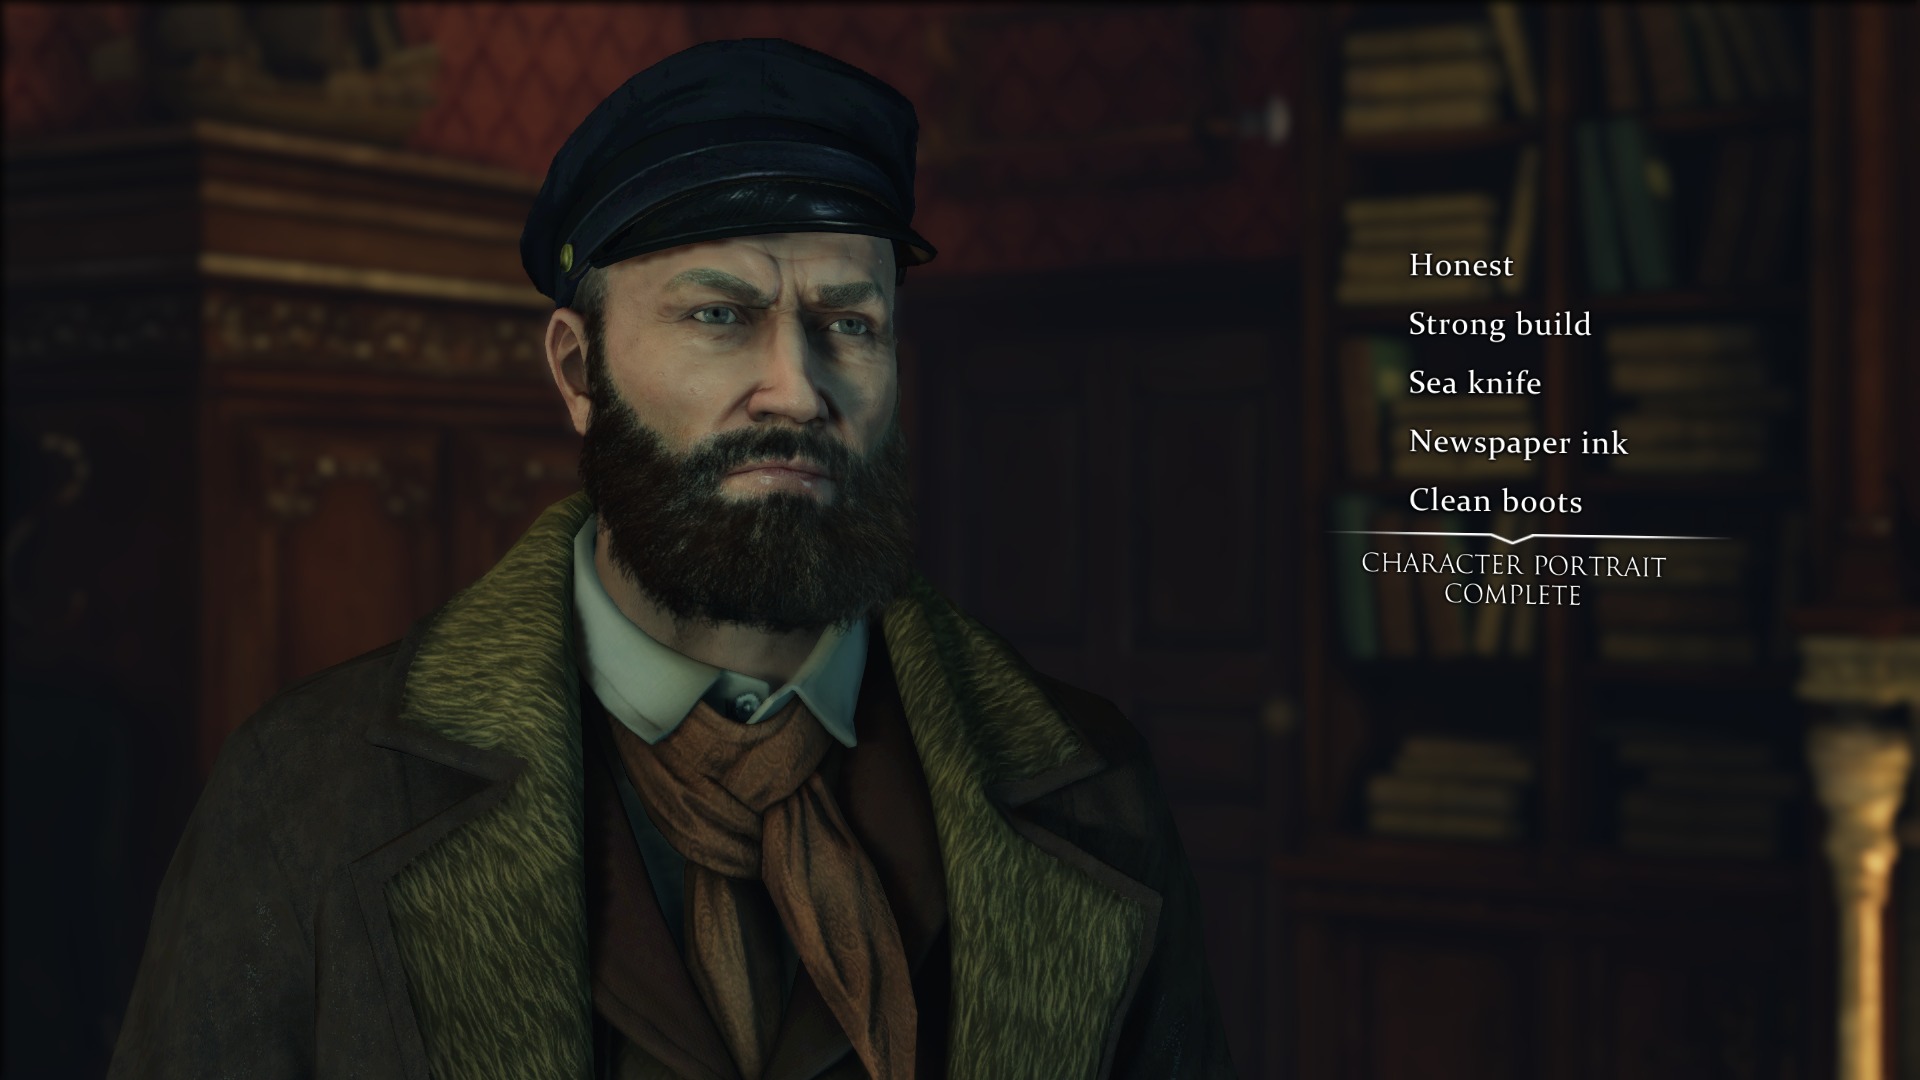 Honest
Strong build
Sea knife
Newspaper ink
Clean boots
CHARACTER PORTRAIT
COMPLETE